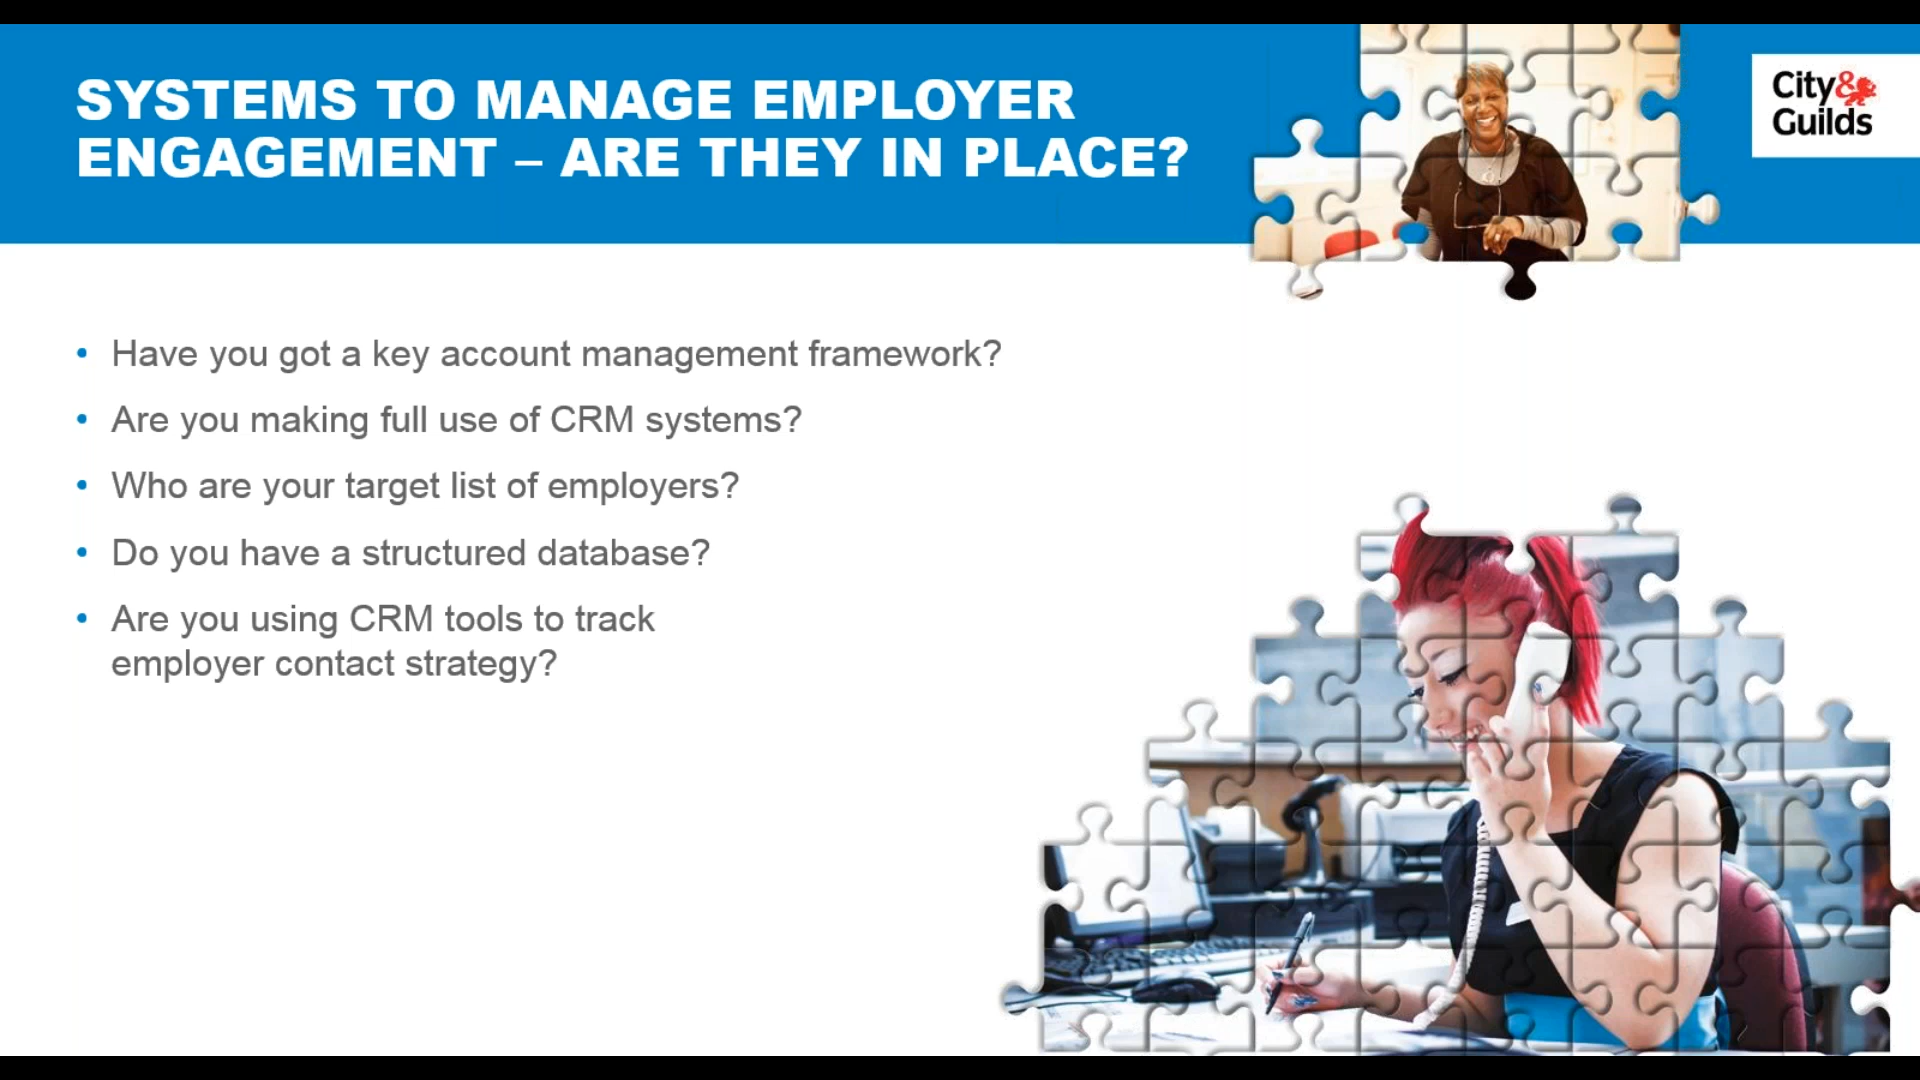 SYSTEMS TO MANAGE EMPLOYER
ENGAGEMENT – ARE THEY IN PLACE?
City&
Guilds
• Have you got a key account management framework?
• Are you making full use of CRM systems?
• Who are your target list of employers?
• Do you have a structured database?
• Are you using CRM tools to track
employer contact strategy?